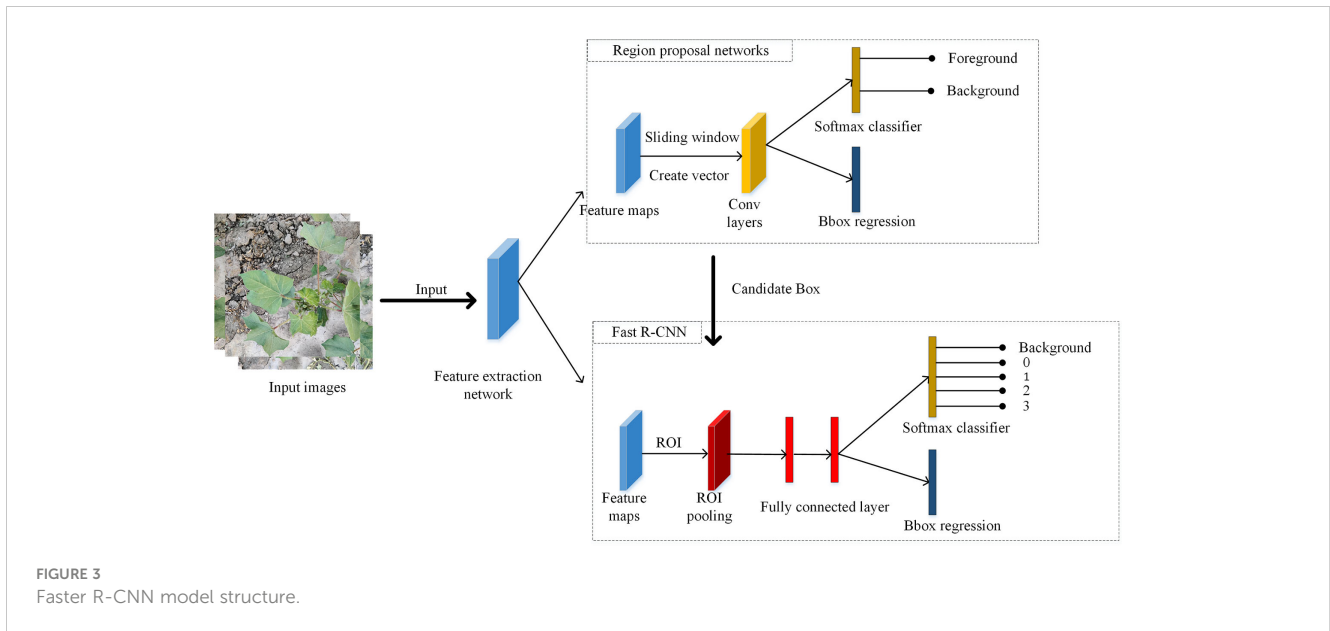 Region proposal networks
Foreground
Background
Softmax classifier
Sliding window
Create vector
Feature maps
Conv
layers
Bbox regression
Input
Input images
Feature extraction
network
Candidate Box
Fast R-CNN
Background
0
1
2
3
Softmax classifier
ROI
Feature
maps
ROI
pooling
Fully connected layer
Bbox regression
FIGURE 3
Faster R-CNN model structure.